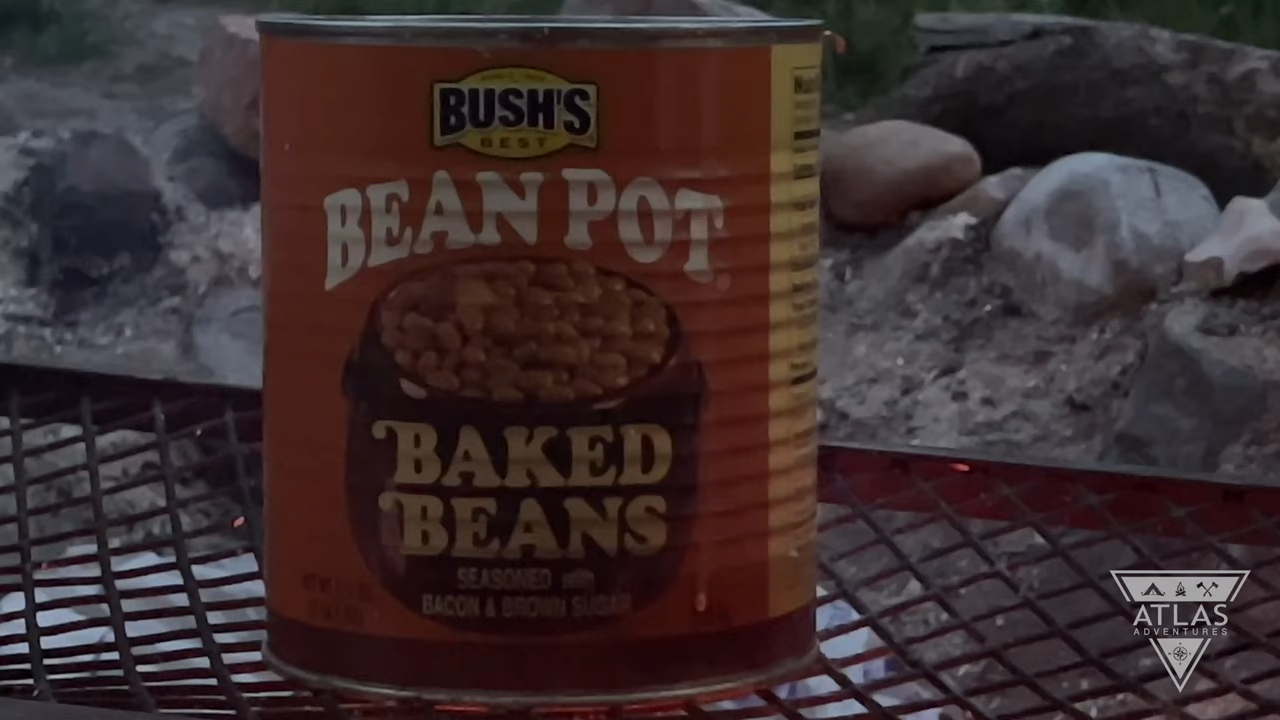 BUSH'S
BEST
BEAN POT
BAKED
BEANS
SEASONED with
BACON & BROWN SUGAR
ATLAS
ADVENTURES